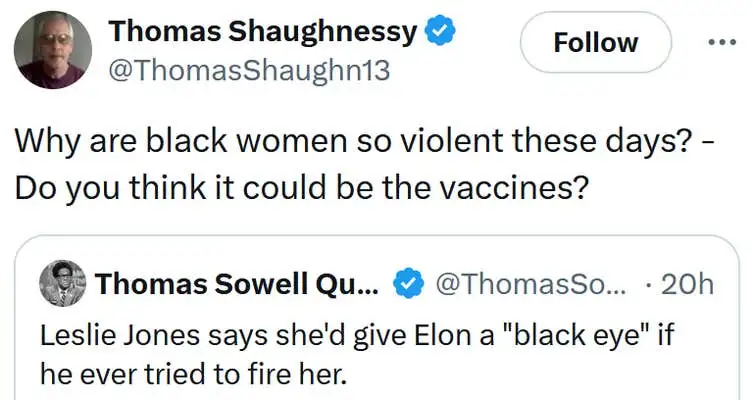 Thomas Shaughnessy
@ThomasShaughn13
Follow
Why are black women so violent these days? -
Do you think it could be the vaccines?
Thomas Sowell Qu... @ThomasSo... · 20h
Leslie Jones says she'd give Elon a "black eye" if
he ever tried to fire her.